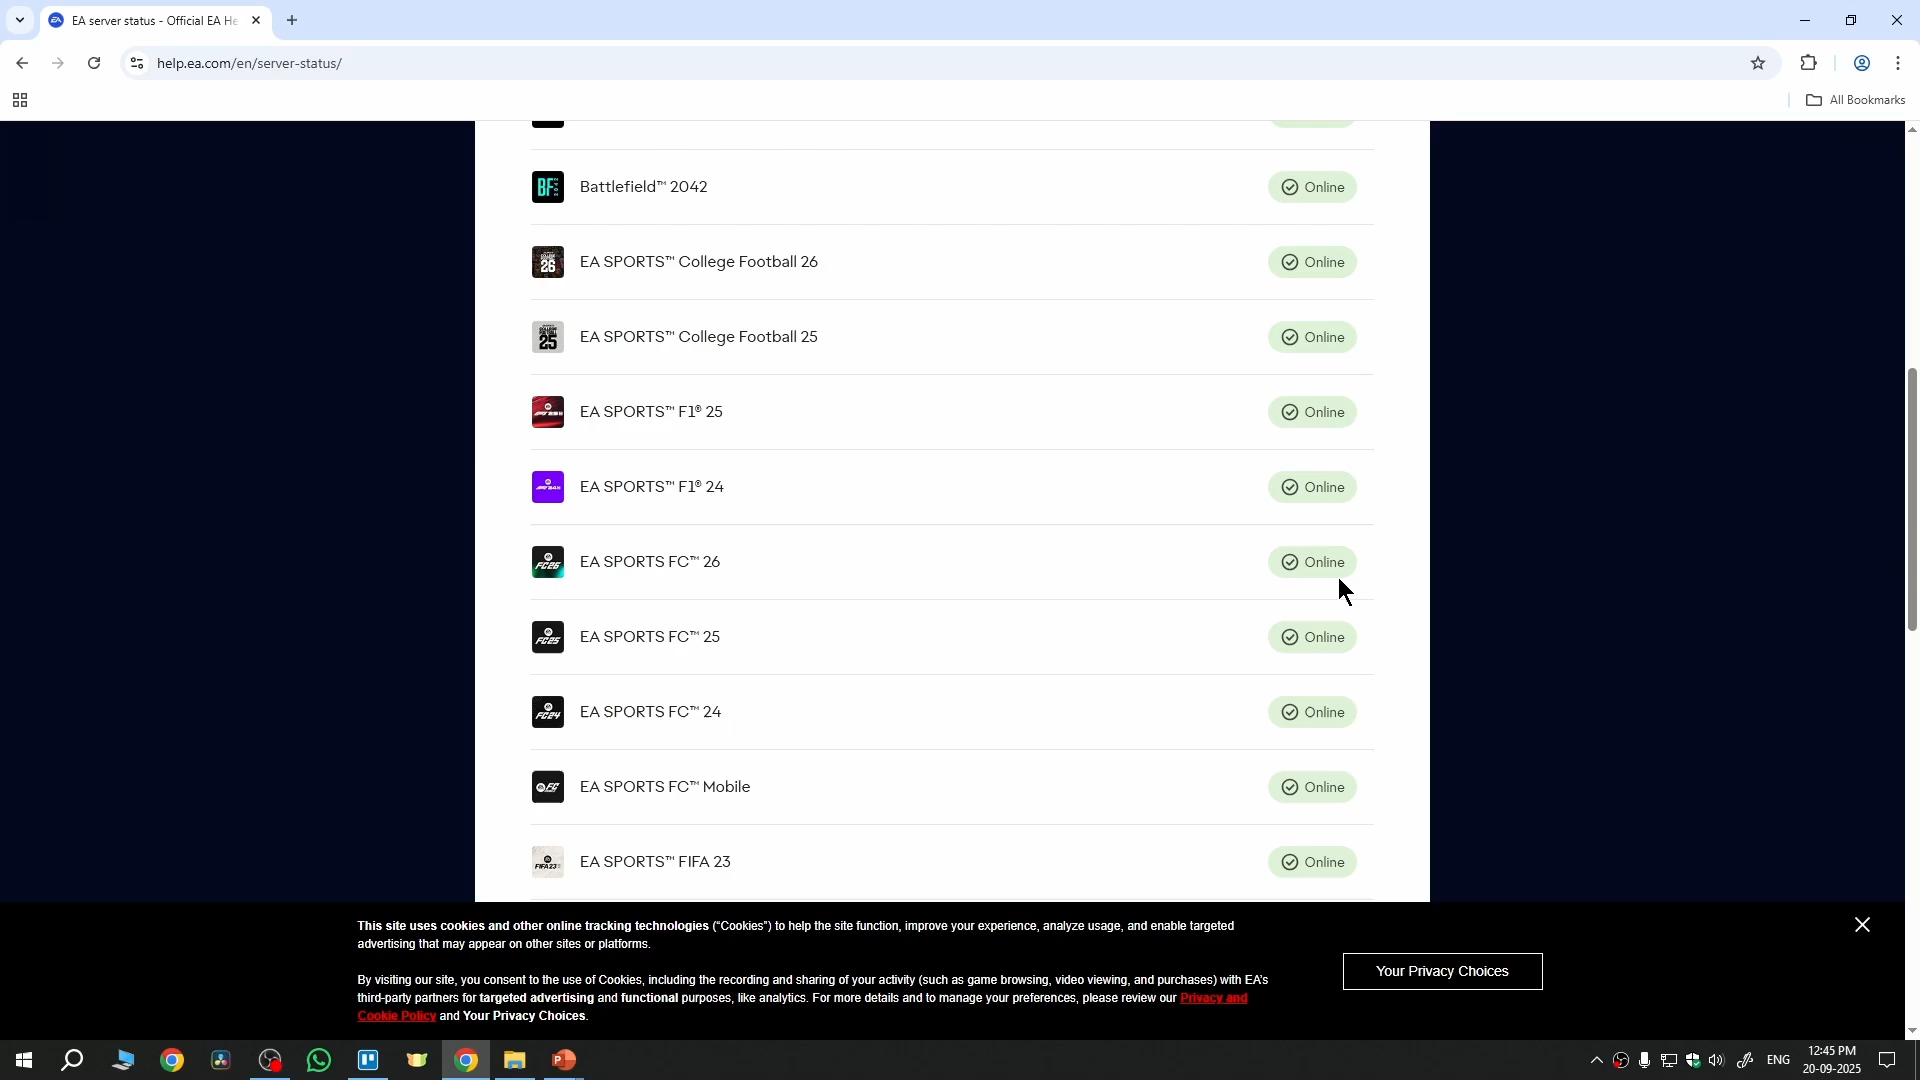 EA server status - Official EA He
help.ea.com/en/server-status/
All Bookmarks
Battlefield™ 2042
Online
EA SPORTS™ College Football 26
Online
EA SPORTS™ College Football 25
Online
EA SPORTS™ F1® 25
Online
EA SPORTS™ F1® 24
Online
EA SPORTS FC™ 26
Online
EA SPORTS FC™ 25
Online
EA SPORTS FC™ 24
Online
EA SPORTS FC™ Mobile
Online
EA SPORTS™ FIFA 23
Online
This site uses cookies and other online tracking technologies (“Cookies”) to help the site function, improve your experience, analyze usage, and enable targeted
advertising that may appear on other sites or platforms.
By visiting our site, you consent to the use of Cookies, including the recording and sharing of your activity (such as game browsing, video viewing, and purchases) with EA’s
third-party partners for targeted advertising and functional purposes, like analytics. For more details and to manage your preferences, please review our Privacy and
Cookie Policy and Your Privacy Choices.
Your Privacy Choices
ENG
12:45 PM
20-09-2025